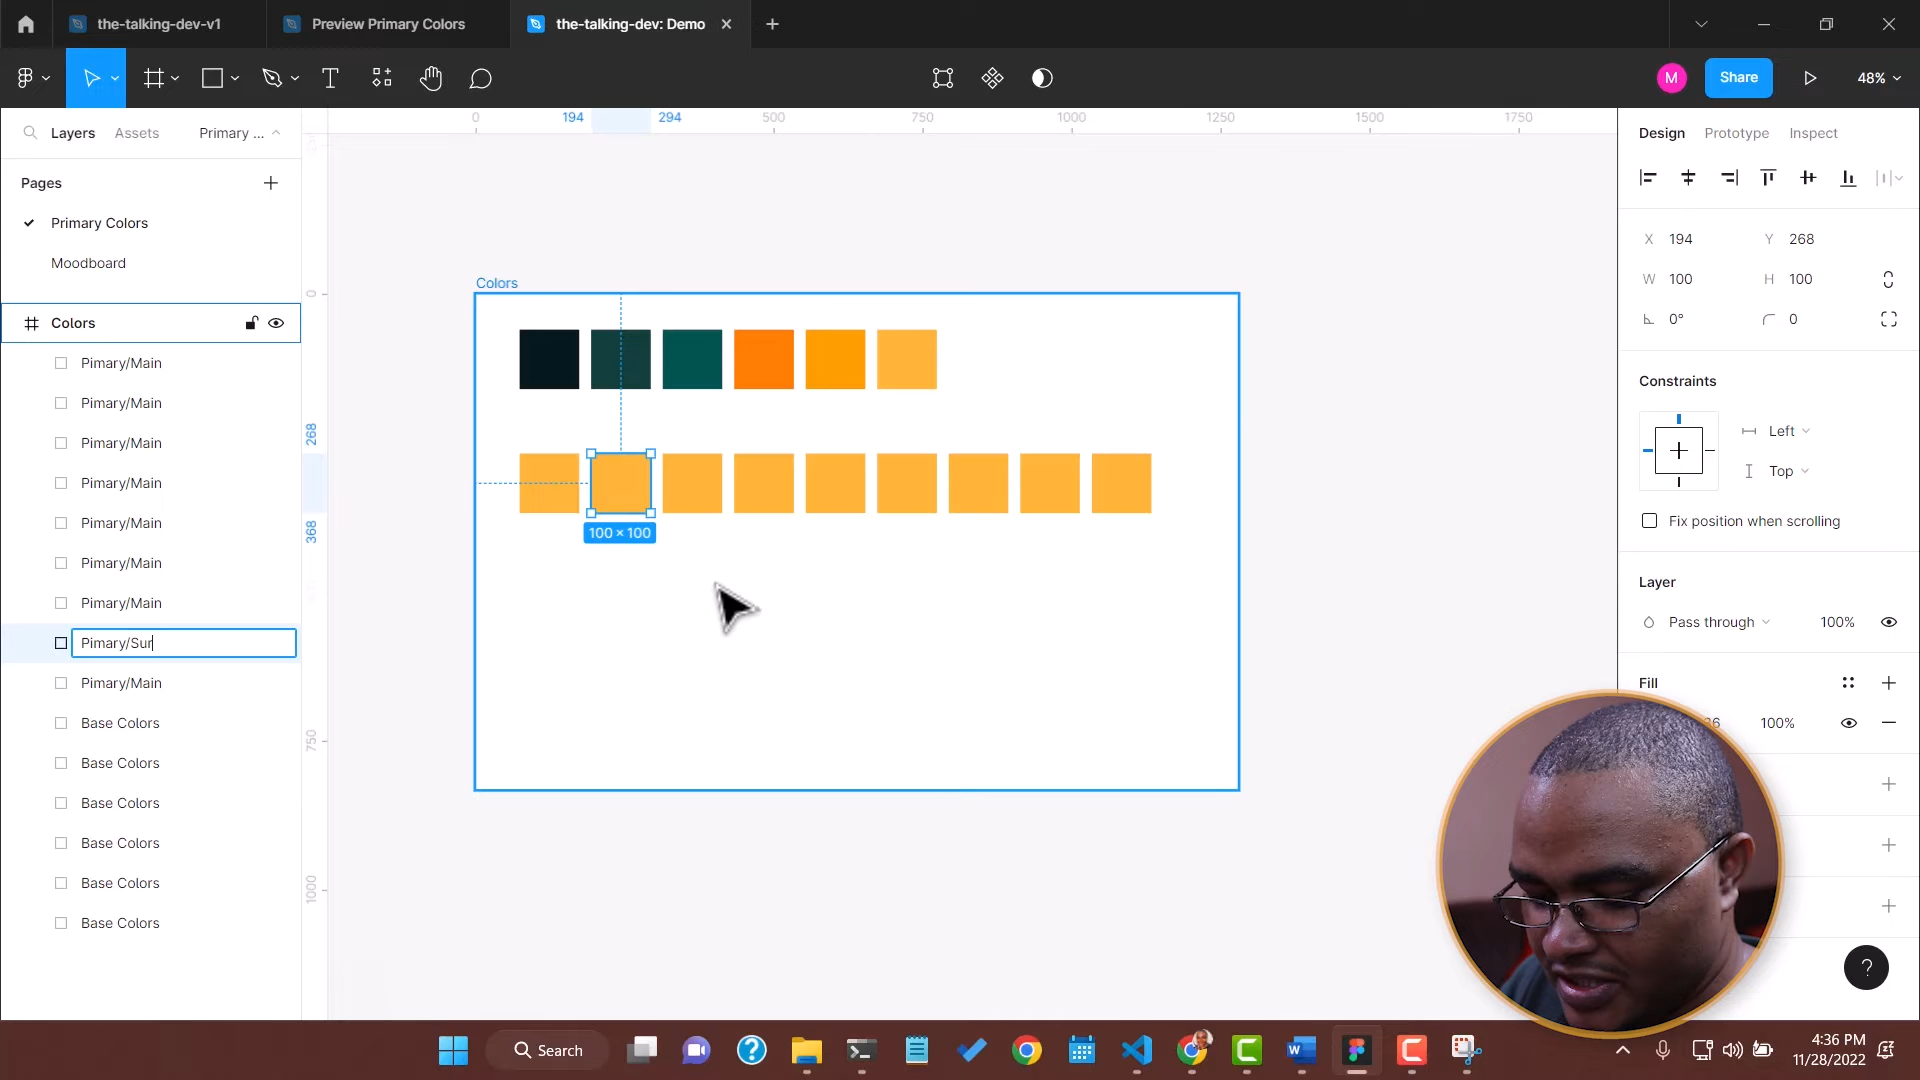 the-talking-dev-v1
Preview Primary Colors
the-talking-dev: Demo
M
Share
48%
Layers
Assets
Primary ...
194
294
0
500
750
1000
1250
1500
1750
Design
Prototype
Inspect
Pages
Primary Colors
Moodboard
X 194
Y 268
W 100
H 100
0°
0
Colors
Colors
Pimary/Main
Pimary/Main
Pimary/Main
Pimary/Main
Pimary/Main
Pimary/Main
Pimary/Main
Pimary/Sur
Pimary/Main
Base Colors
Base Colors
Base Colors
Base Colors
Base Colors
Base Colors
0
268
368
750
1000
100 × 100
Constraints
Left
Top
Fix position when scrolling
Layer
Pass through
100%
Fill
100%
?
Search
4:36 PM
11/28/2022